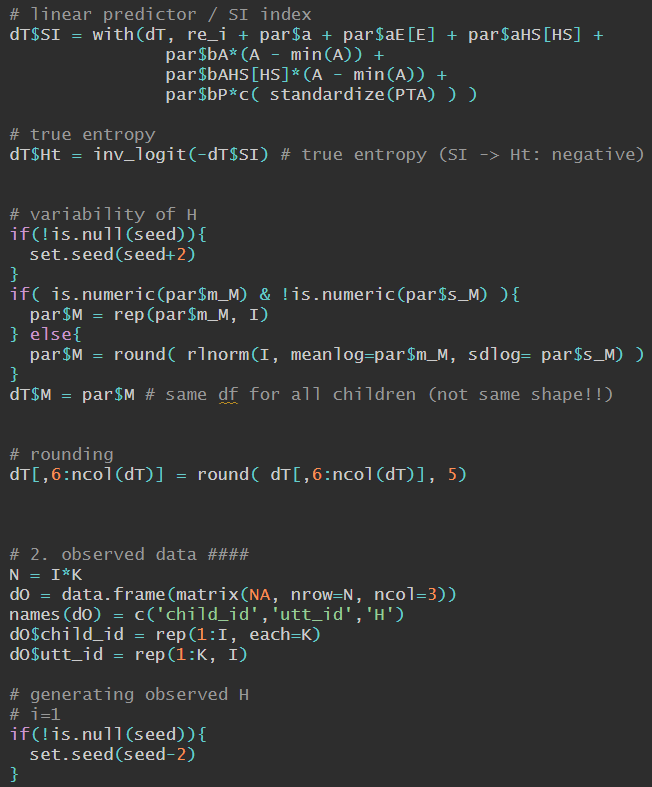 # linear predictor / SI index
dT$SI = with(dT, re_i + par$a + par$aE[E] + par$aHS[HS] +
par$bA*(A - min(A)) +
par$bAHS[HS]*(A - min(A)) +
par$bP*c( standardize(PTA) ) )
# true entropy
dT$Ht = inv_logit(-dT$SI) # true entropy (SI -> Ht: negative)
# variability of H
if(!is.null(seed)){
set.seed(seed+2)
}
if( is.numeric(par$m_M) & !is.numeric(par$s_M) ){
par$M = rep(par$m_M, I)
} else{
par$M = round( rlnorm(I, meanlog=par$m_M, sdlog= par$s_M) )
}
dT$M = par$M # same df for all children (not same shape!!)
# rounding
dT[,6:ncol(dT)] = round( dT[,6:ncol(dT)], 5)
# 2. observed data ####
N = I*K
dO = data.frame(matrix(NA, nrow=N, ncol=3))
names(dO) = c('child_id','utt_id','H')
dO$child_id = rep(1:I, each=K)
dO$utt_id = rep(1:K, I)
# generating observed H
# i=1
if(!is.null(seed)){
set.seed(seed-2)
}